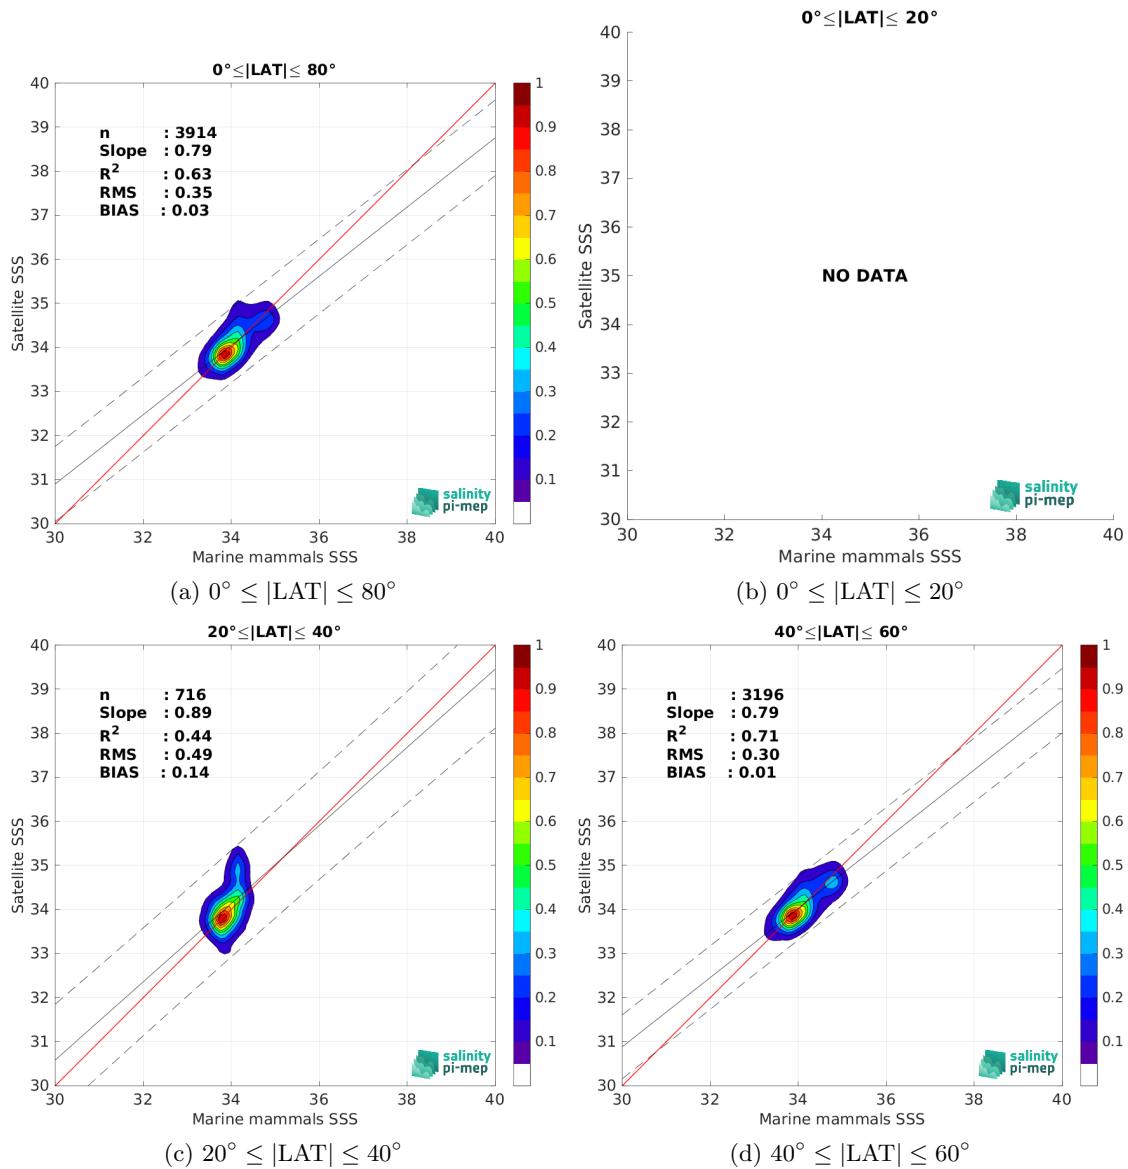 0°≤|LAT|≤ 80°
40
39
38
37
36
35
34
33
32
31
30
Satellite SSS
n : 3914
Slope : 0.79
R² : 0.63
RMS : 0.35
BIAS : 0.03
salinity
pi-mep
30 32 34 36 38 40
Marine mammals SSS
1
0.9
0.8
0.7
0.6
0.5
0.4
0.3
0.2
0.1
(a) 0° ≤ |LAT| ≤ 80°
0°≤|LAT|≤ 20°
40
39
38
37
36
35
34
33
32
31
30
Satellite SSS
NO DATA
salinity
pi-mep
30 32 34 36 38 40
Marine mammals SSS
(b) 0° ≤ |LAT| ≤ 20°
20°≤|LAT|≤ 40°
40
39
38
37
36
35
34
33
32
31
30
Satellite SSS
n : 716
Slope : 0.89
R² : 0.44
RMS : 0.49
BIAS : 0.14
salinity
pi-mep
30 32 34 36 38 40
Marine mammals SSS
1
0.9
0.8
0.7
0.6
0.5
0.4
0.3
0.2
0.1
(c) 20° ≤ |LAT| ≤ 40°
40°≤|LAT|≤ 60°
40
39
38
37
36
35
34
33
32
31
30
Satellite SSS
n : 3196
Slope : 0.79
R² : 0.71
RMS : 0.30
BIAS : 0.01
salinity
pi-mep
30 32 34 36 38 40
Marine mammals SSS
1
0.9
0.8
0.7
0.6
0.5
0.4
0.3
0.2
0.1
(d) 40° ≤ |LAT| ≤ 60°